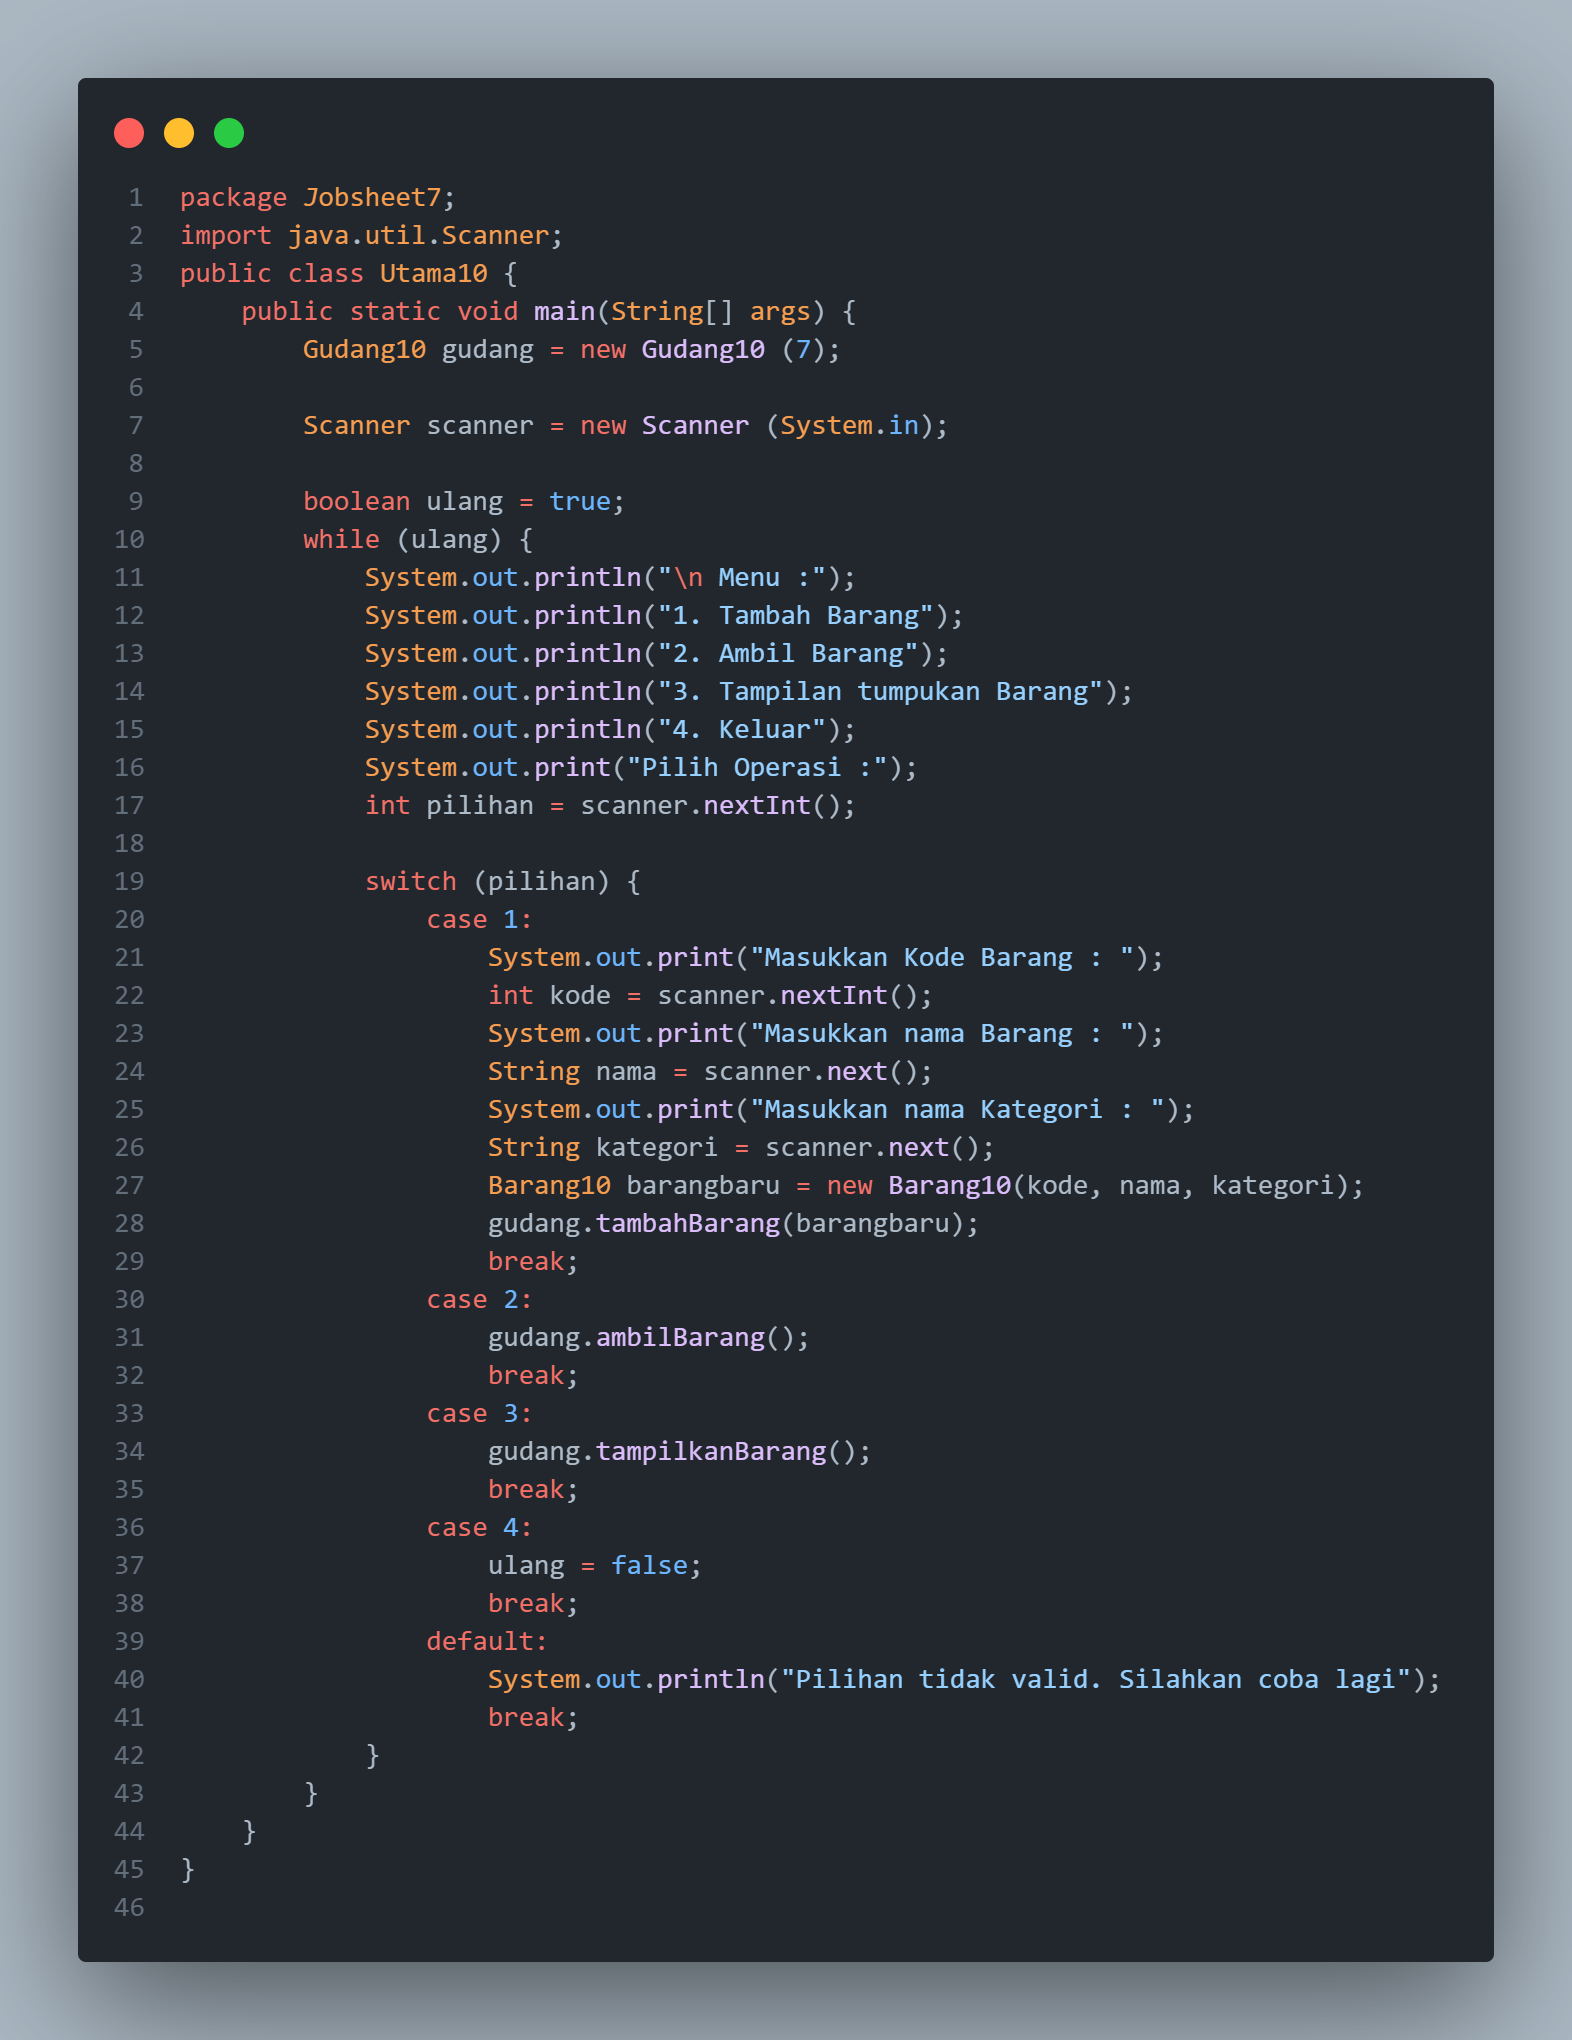 1 package Jobsheet7;
2 import java.util.Scanner;
3 public class Utama10 {
4     public static void main(String[] args) {
5         Gudang10 gudang = new Gudang10 (7);
6
7         Scanner scanner = new Scanner (System.in);
8
9         boolean ulang = true;
10         while (ulang) {
11             System.out.println("\n Menu :");
12             System.out.println("1. Tambah Barang");
13             System.out.println("2. Ambil Barang");
14             System.out.println("3. Tampilan tumpukan Barang");
15             System.out.println("4. Keluar");
16             System.out.print("Pilih Operasi :");
17             int pilihan = scanner.nextInt();
18
19             switch (pilihan) {
20                 case 1:
21                     System.out.print("Masukkan Kode Barang : ");
22                     int kode = scanner.nextInt();
23                     System.out.print("Masukkan nama Barang : ");
24                     String nama = scanner.next();
25                     System.out.print("Masukkan nama Kategori : ");
26                     String kategori = scanner.next();
27                     Barang10 barangbaru = new Barang10(kode, nama, kategori);
28                     gudang.tambahBarang(barangbaru);
29                     break;
30                 case 2:
31                     gudang.ambilBarang();
32                     break;
33                 case 3:
34                     gudang.tampilkanBarang();
35                     break;
36                 case 4:
37                     ulang = false;
38                     break;
39                 default:
40                     System.out.println("Pilihan tidak valid. Silahkan coba lagi");
41                     break;
42             }
43         }
44     }
45 }
46